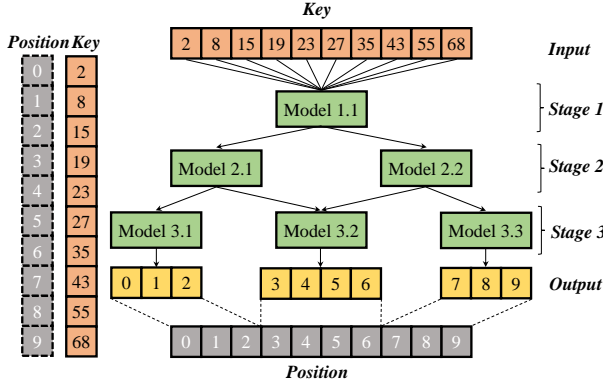 Key
Position Key
0 2
1 8
2 15
3 19
4 23
5 27
6 35
7 43
8 55
9 68
2 8 15 19 23 27 35 43 55 68
Input
Model 1.1
Stage 1
Model 2.1 Model 2.2
Stage 2
Model 3.1 Model 3.2 Model 3.3
Stage 3
0 1 2 3 4 5 6 7 8 9
Output
0 1 2 3 4 5 6 7 8 9
Position